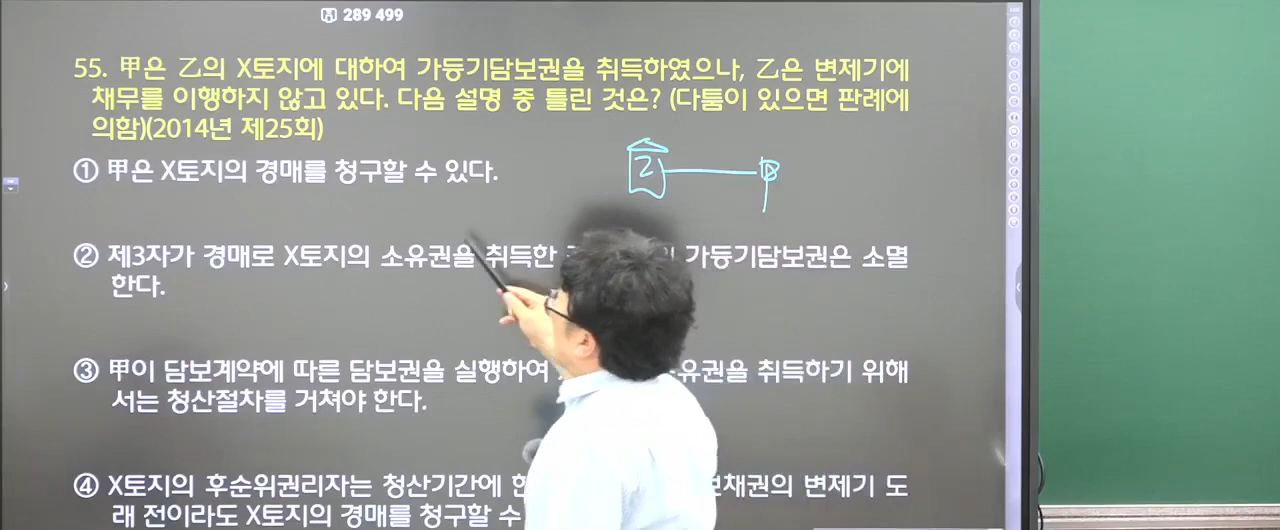 289 499
55. 甲은 乙의 X토지에 대하여 가등기담보권을 취득하였으나, 乙은 변제기에
채무를 이행하지 않고 있다. 다음 설명 중 틀린 것은? (다툼이 있으면 판례에
의함)(2014년 제25회)
① 甲은 X토지의 경매를 청구할 수 있다.
② 제3자가 경매로 X토지의 소유권을 취득한 가등기담보권은 소멸
한다.
③ 甲이 담보계약에 따른 담보권을 실행하여 취득하기 위해
서는 청산절차를 거쳐야 한다.
④ X토지의 후순위권리자는 청산기간에 변제기 도
래 전이라도 X토지의 경매를 청구할 수